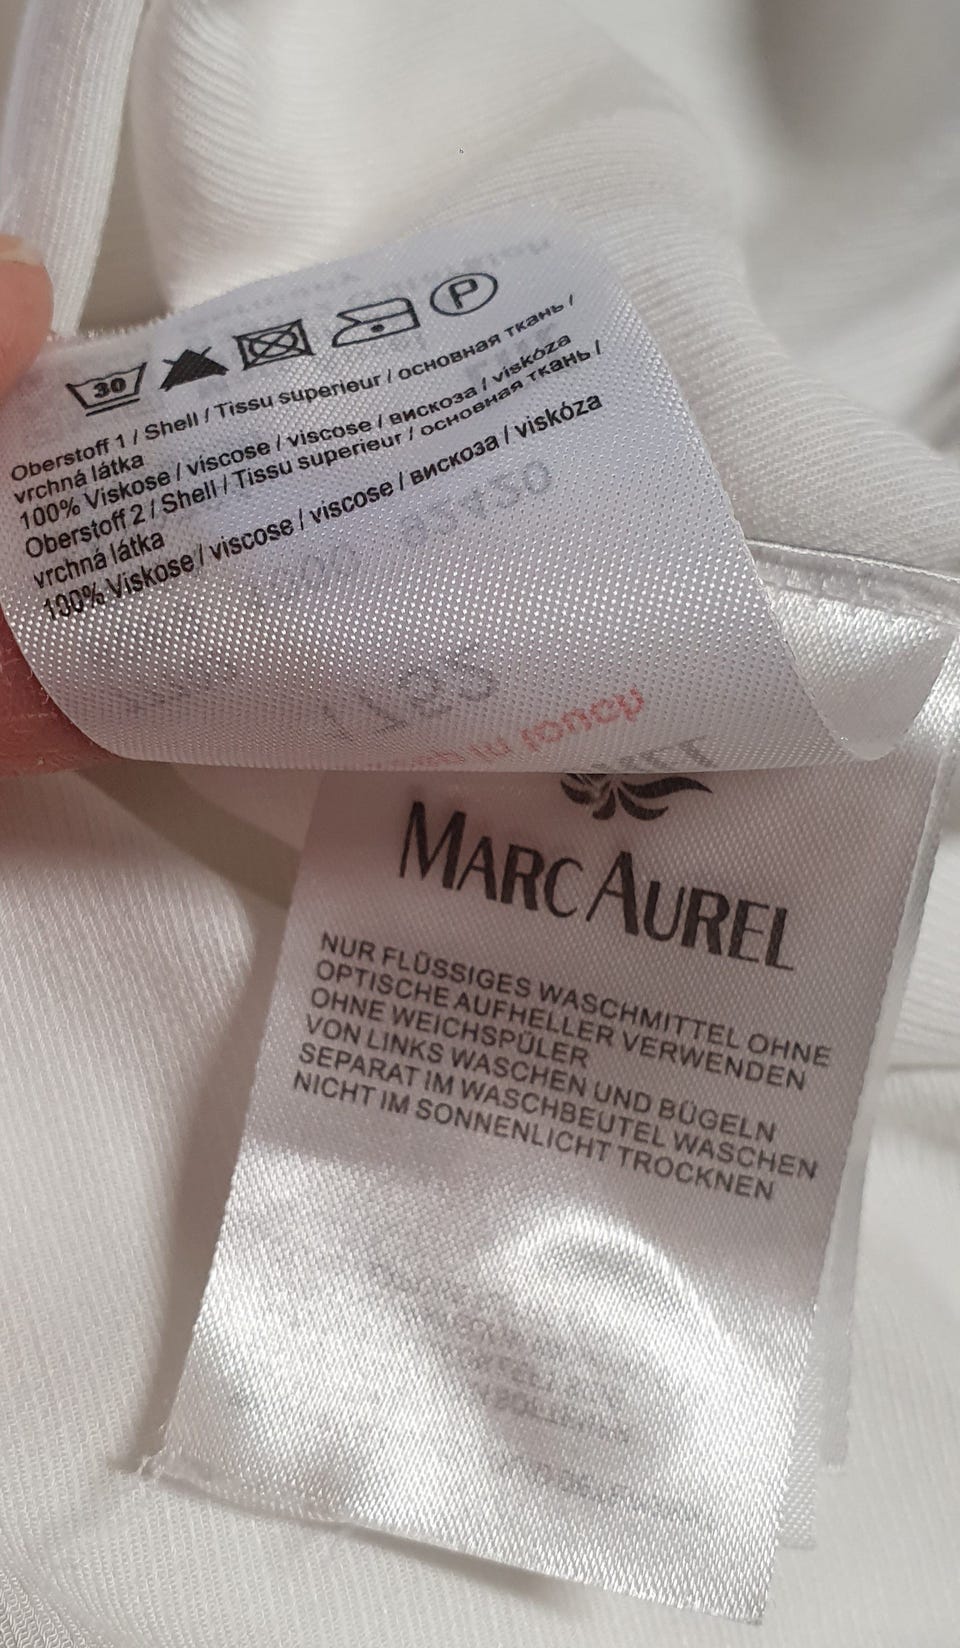 30
P
Oberstoff 1 / Shell / Tissu superieur / основная ткань /
vrchná látka
100% Viskose / viscose / viscose / вискоза / viskóza
Oberstoff 2 / Shell / Tissu superieur / основная ткань /
vrchná látka
100% Viskose / viscose / viscose / вискоза / viskóza
MARC AUREL
NUR FLÜSSIGES WASCHMITTEL OHNE
OPTISCHE AUFHELLER VERWENDEN
OHNE WEICHSPÜLER
VON LINKS WASCHEN UND BÜGELN
SEPARAT IM WASCHBEUTEL WASCHEN
NICHT IM SONNENLICHT TROCKNEN